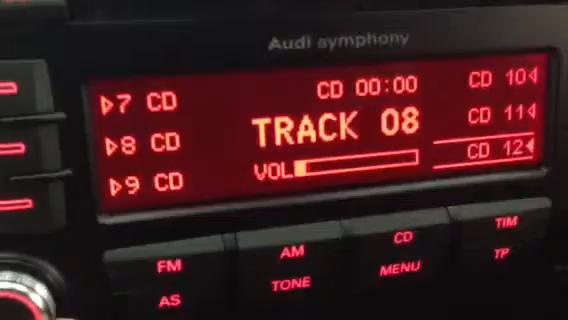 Audi symphony
7 CD
CD 00:00
CD 10
8 CD
TRACK 08
CD 11
9 CD
VOL
CD 12
FM
AM
CD
TIM
AS
TONE
MENU
TP